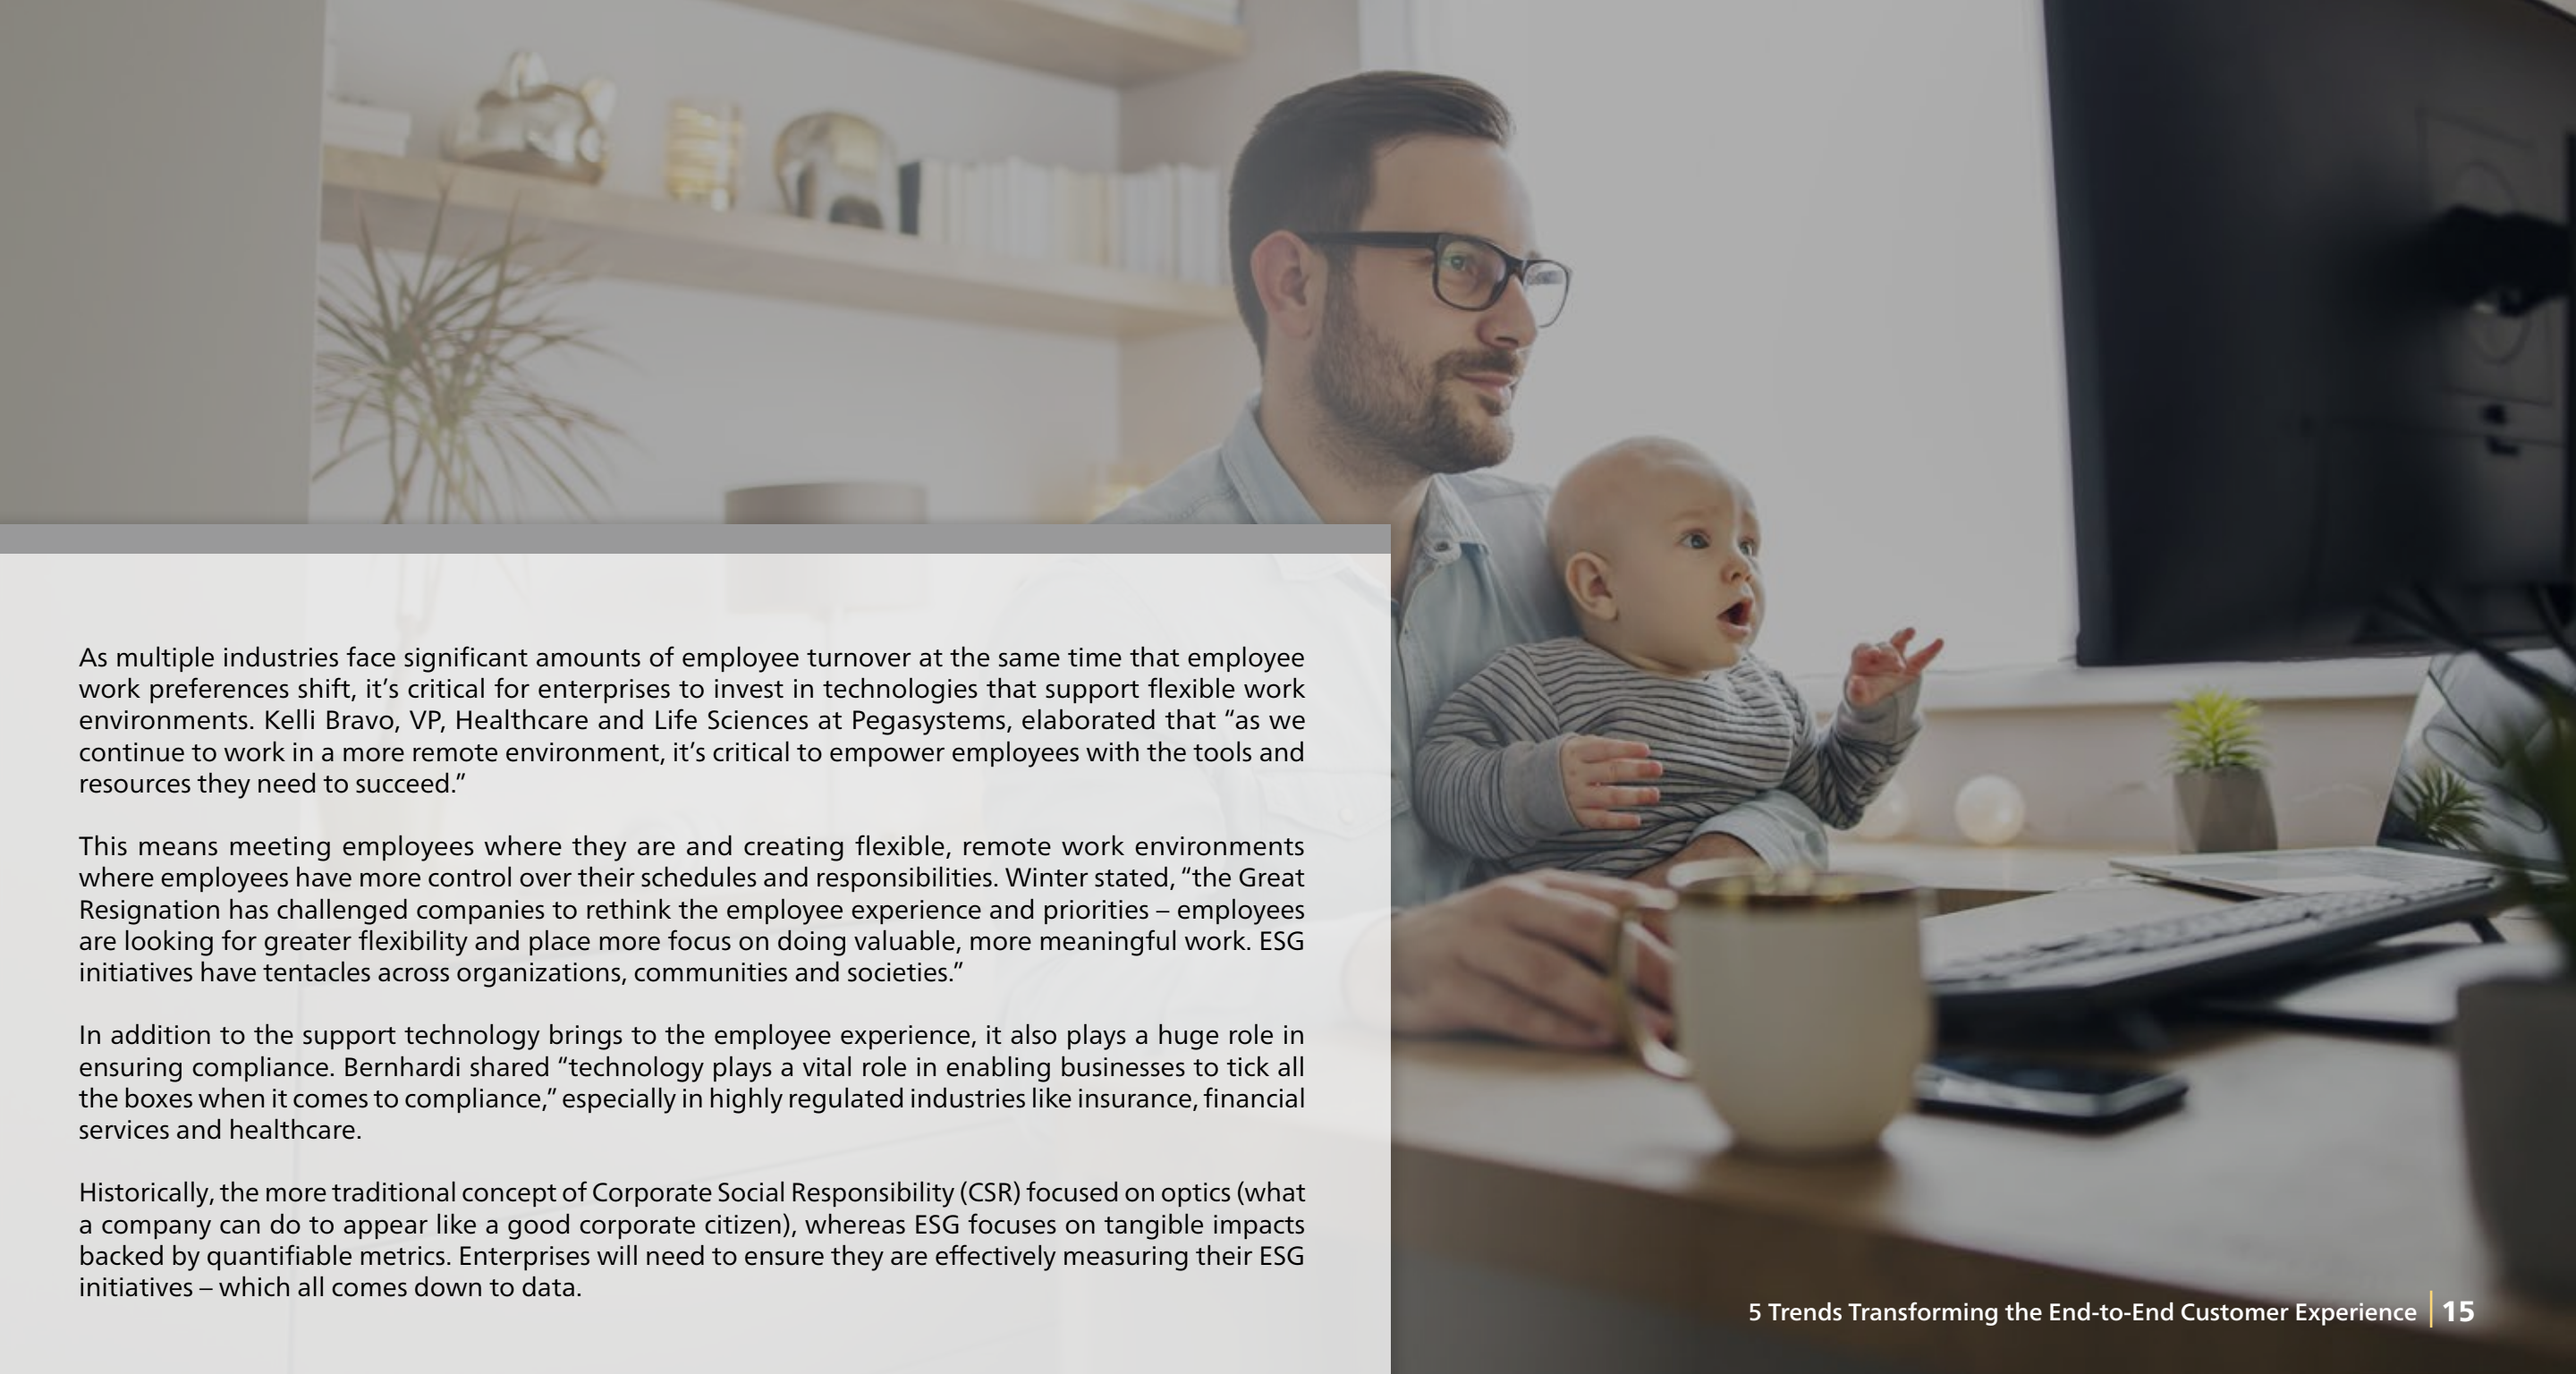 As multiple industries face significant amounts of employee turnover at the same time that employee
work preferences shift, it’s critical for enterprises to invest in technologies that support flexible work
environments. Kelli Bravo, VP, Healthcare and Life Sciences at Pegasystems, elaborated that “as we
continue to work in a more remote environment, it’s critical to empower employees with the tools and
resources they need to succeed.”
This means meeting employees where they are and creating flexible, remote work environments
where employees have more control over their schedules and responsibilities. Winter stated, “the Great
Resignation has challenged companies to rethink the employee experience and priorities – employees
are looking for greater flexibility and place more focus on doing valuable, more meaningful work. ESG
initiatives have tentacles across organizations, communities and societies.”
In addition to the support technology brings to the employee experience, it also plays a huge role in
ensuring compliance. Bernhardi shared “technology plays a vital role in enabling businesses to tick all
the boxes when it comes to compliance,” especially in highly regulated industries like insurance, financial
services and healthcare.
Historically, the more traditional concept of Corporate Social Responsibility (CSR) focused on optics (what
a company can do to appear like a good corporate citizen), whereas ESG focuses on tangible impacts
backed by quantifiable metrics. Enterprises will need to ensure they are effectively measuring their ESG
initiatives – which all comes down to data.
5 Trends Transforming the End-to-End Customer Experience | 15